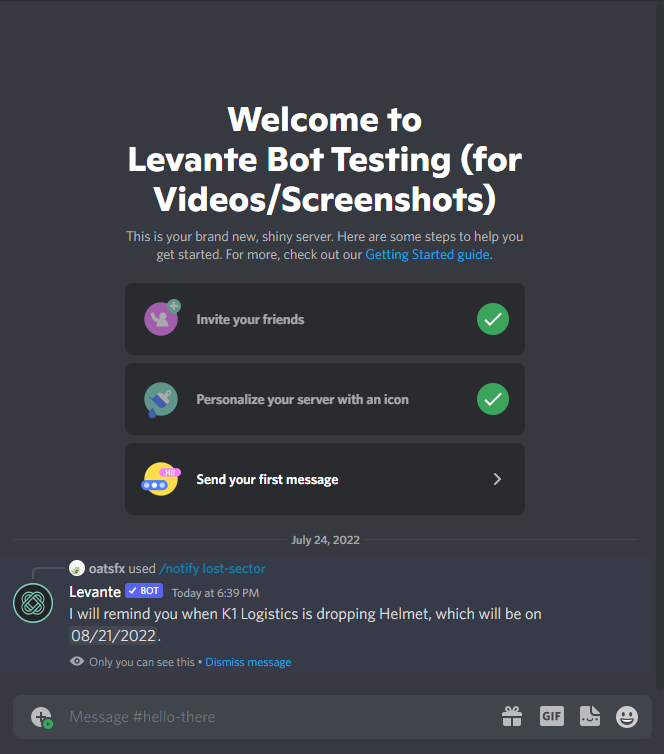 Welcome to
Levante Bot Testing (for
Videos/Screenshots)
This is your brand new, shiny server. Here are some steps to help you
get started. For more, check out our Getting Started guide.
Invite your friends
Personalize your server with an icon
Hi!
Send your first message
July 24, 2022
oatsfx used /notify lost-sector
Levante ✓ BOT Today at 6:39 PM
I will remind you when K1 Logistics is dropping Helmet, which will be on
08/21/2022.
Only you can see this • Dismiss message
Message #hello-there
GIF